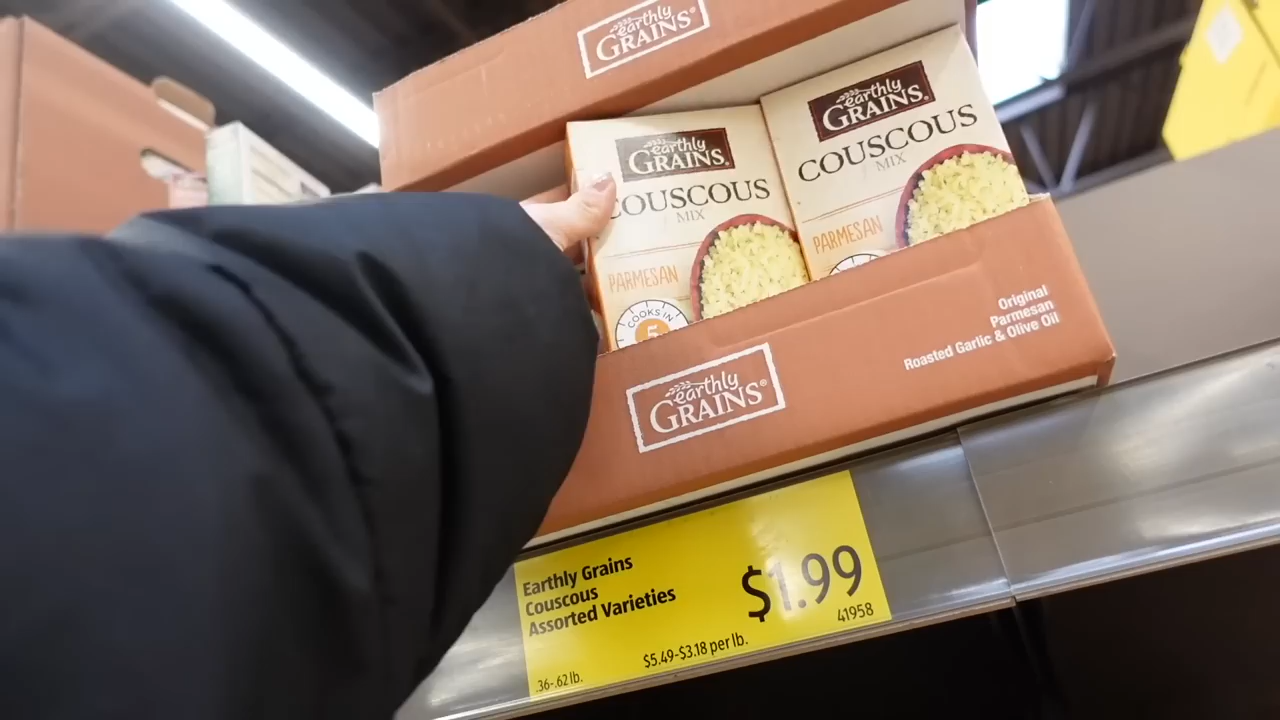 earthly
GRAINS®
earthly
GRAINS®
COUSCOUS
MIX
PARMESAN
COOKS IN
5
earthly
GRAINS®
COUSCOUS
MIX
PARMESAN
Original
Parmesan
Roasted Garlic & Olive Oil
earthly
GRAINS®
Earthly Grains
Couscous
Assorted Varieties
$1.99
41958
$5.49-$3.18 per lb.
.36-.62 lb.